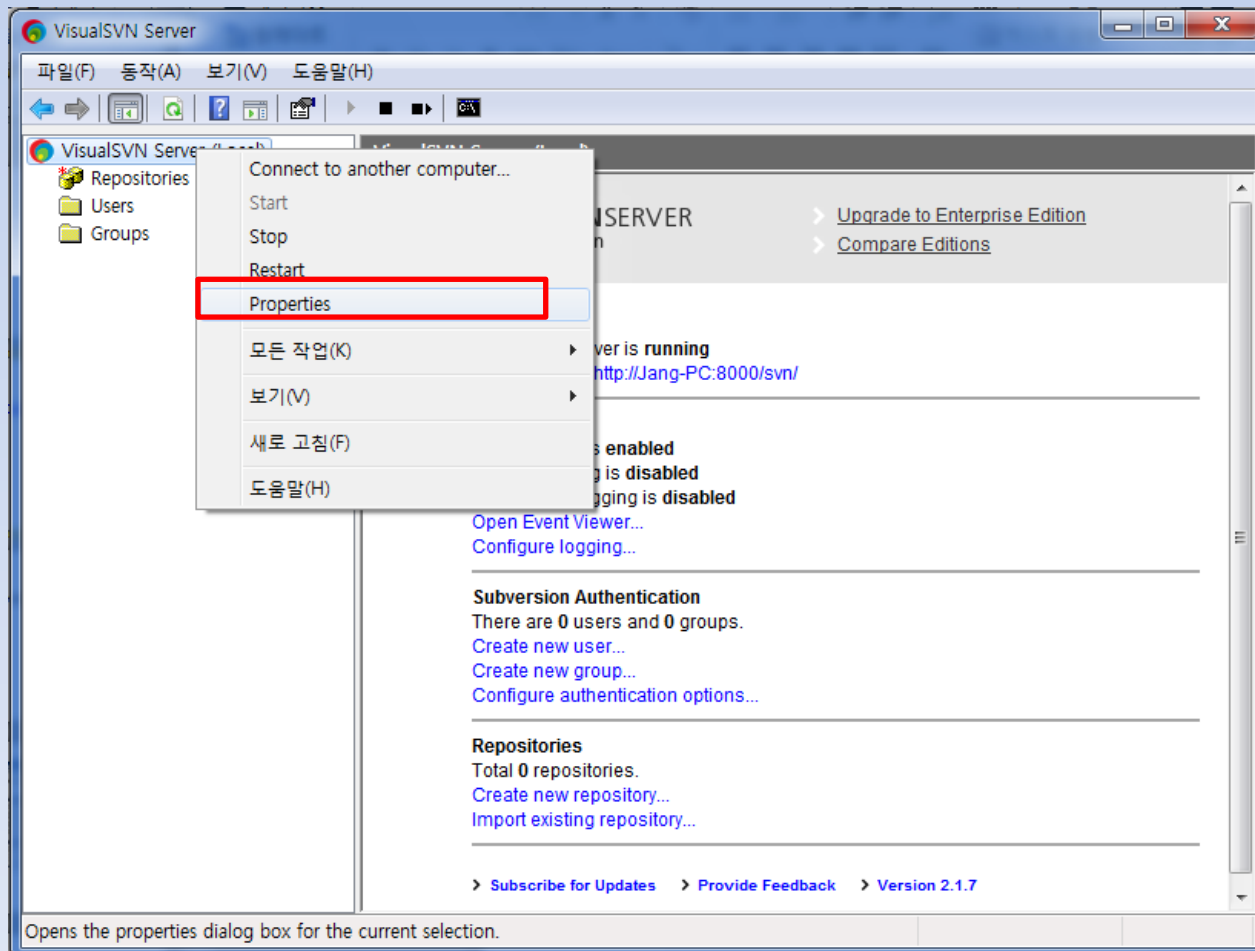 VisualSVN Server
파일(F) 동작(A) 보기(V) 도움말(H)
VisualSVN Server (Local)
Repositories
Users
Groups
Connect to another computer...
Start
Stop
Restart
Properties
모든 작업(K)
보기(V)
새로 고침(F)
도움말(H)
SERVER
Upgrade to Enterprise Edition
Compare Editions
ver is running
http://Jang-PC:8000/svn/
enabled
is disabled
gging is disabled
Open Event Viewer...
Configure logging...
Subversion Authentication
There are 0 users and 0 groups.
Create new user...
Create new group...
Configure authentication options...
Repositories
Total 0 repositories.
Create new repository...
Import existing repository...
Subscribe for Updates Provide Feedback Version 2.1.7
Opens the properties dialog box for the current selection.